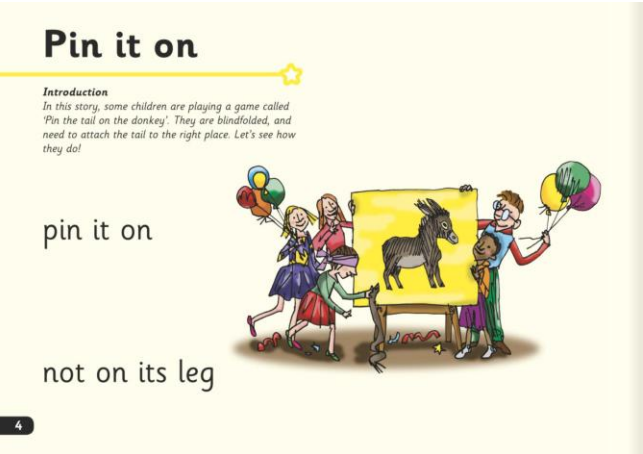 Pin it on
Introduction
In this story, some children are playing a game called
'Pin the tail on the donkey'. They are blindfolded, and
need to attach the tail to the right place. Let's see how
they do!
pin it on
not on its leg
4